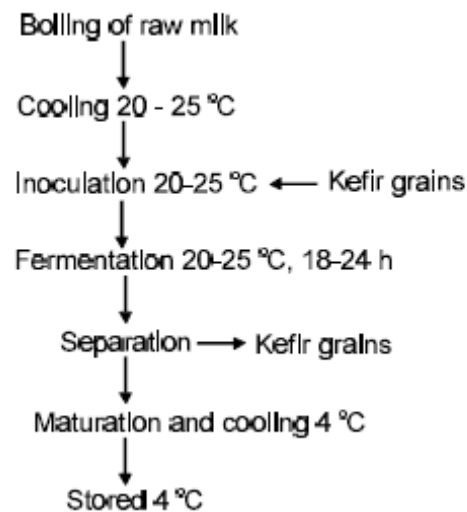 Boiling of raw milk
Cooling 20 - 25 °C
Inoculation 20-25 °C
Kefir grains
Fermentation 20-25 °C, 18-24 h
Separation
Kefir grains
Maturation and cooling 4 °C
Stored 4 °C